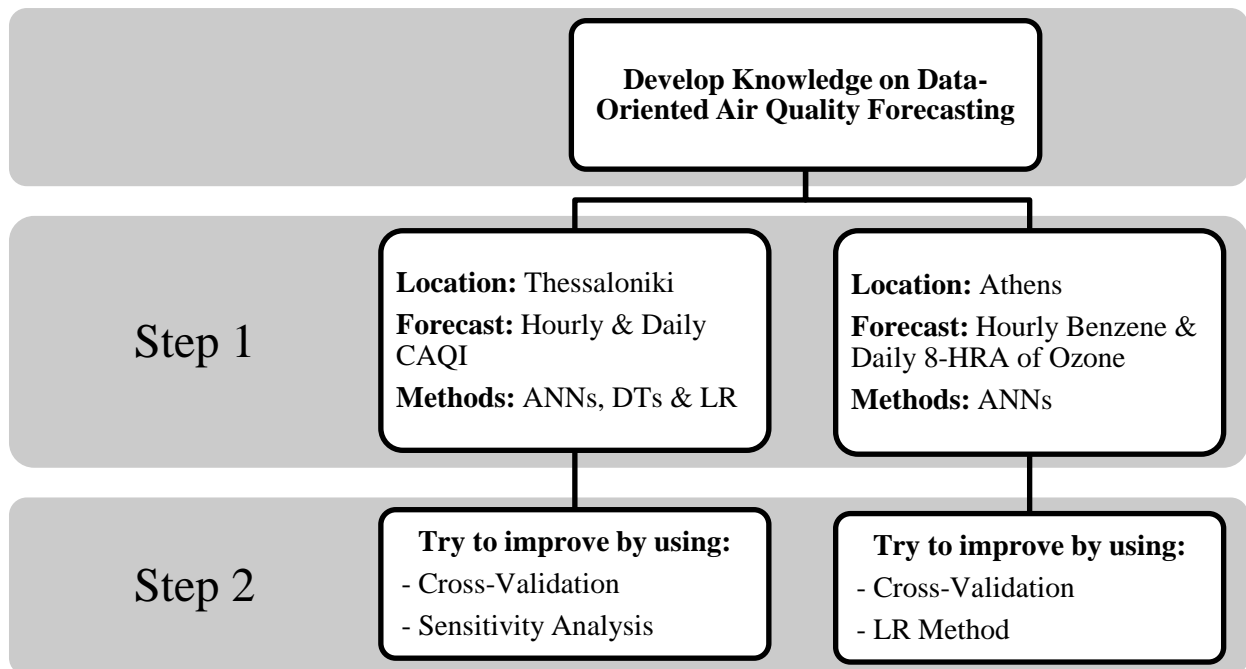 Develop Knowledge on Data-
Oriented Air Quality Forecasting
Step 1
Location: Thessaloniki
Forecast: Hourly & Daily
CAQI
Methods: ANNs, DTs & LR
Location: Athens
Forecast: Hourly Benzene &
Daily 8-HRA of Ozone
Methods: ANNs
Step 2
Try to improve by using:
- Cross-Validation
- Sensitivity Analysis
Try to improve by using:
- Cross-Validation
- LR Method